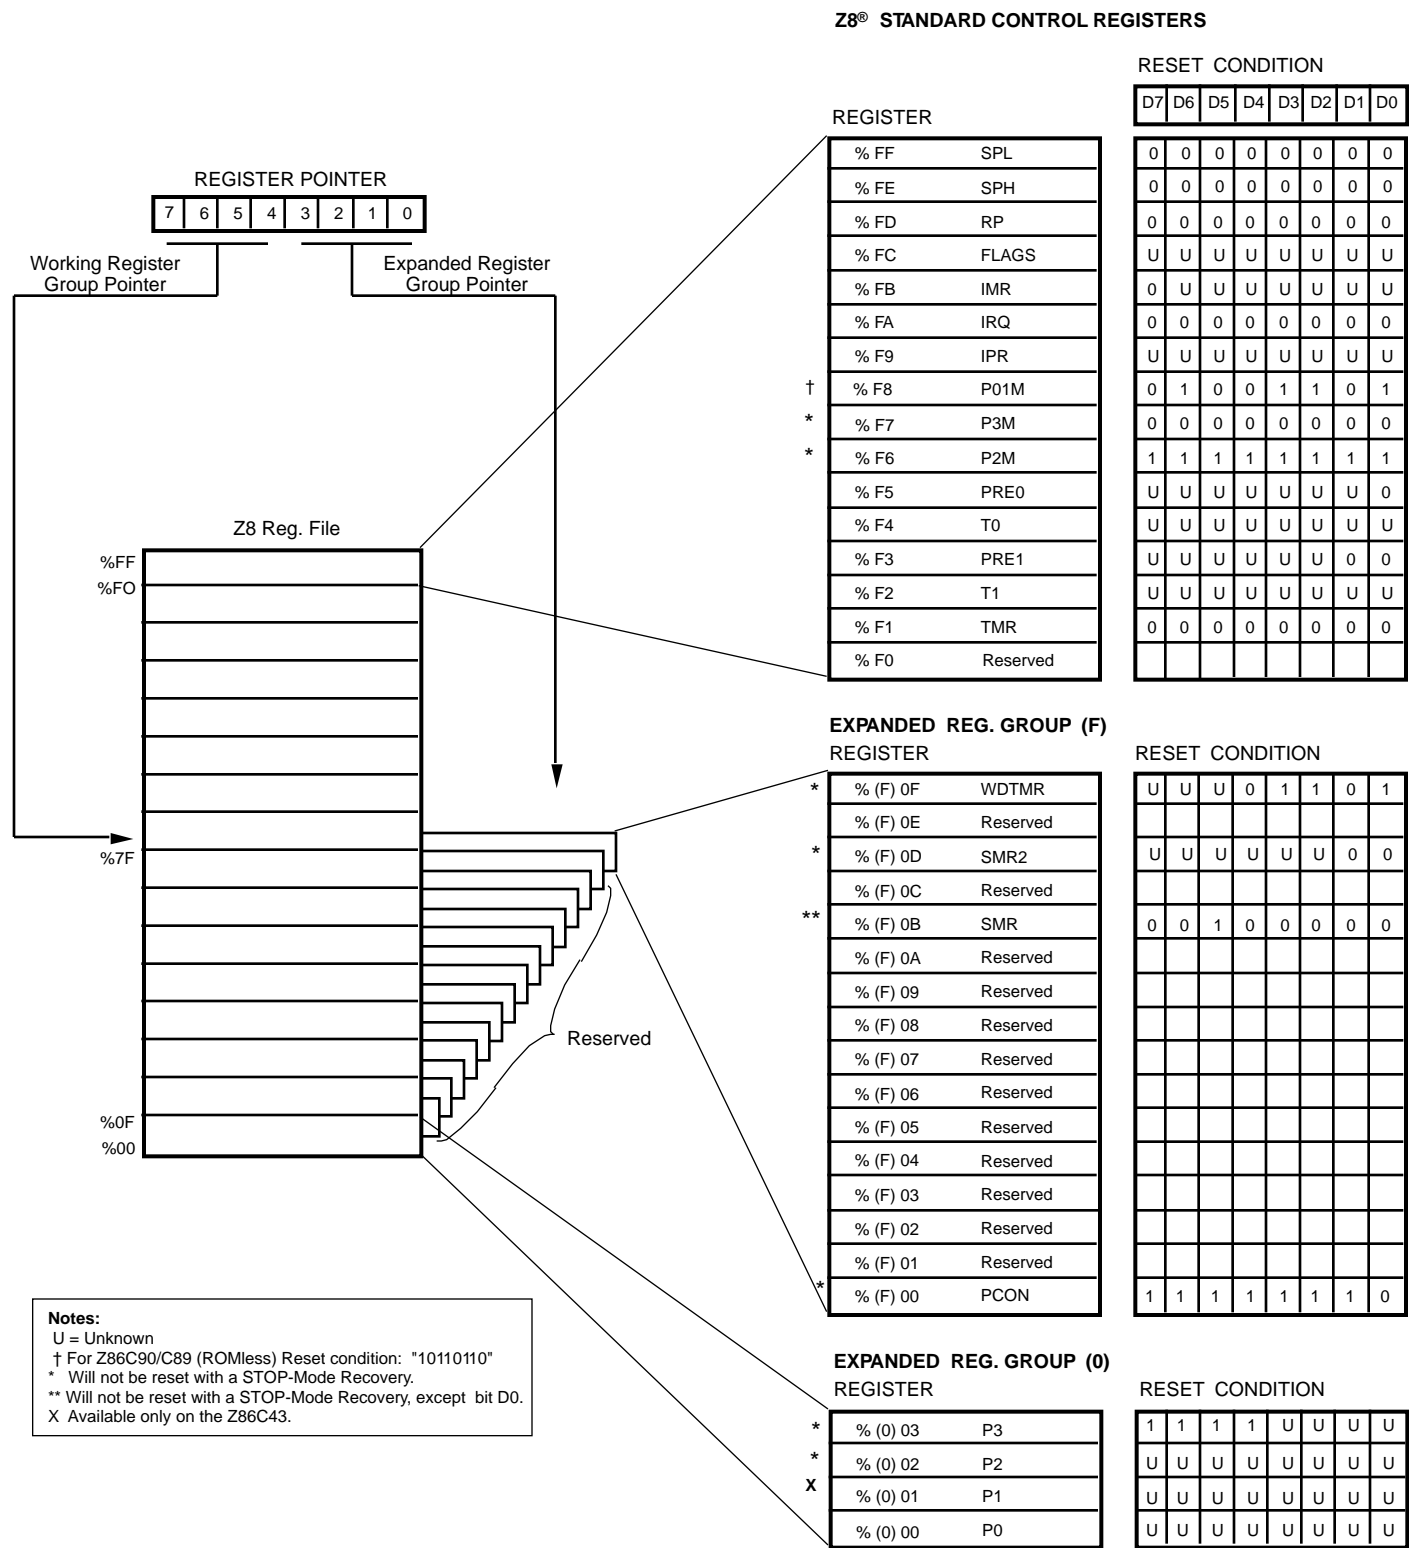 Z8® STANDARD CONTROL REGISTERS
RESET CONDITION
D7 D6 D5 D4 D3 D2 D1 D0
REGISTER
% FF SPL 0 0 0 0 0 0 0 0
% FE SPH 0 0 0 0 0 0 0 0
% FD RP 0 0 0 0 0 0 0 0
% FC FLAGS U U U U U U U U
% FB IMR 0 U U U U U U U
% FA IRQ 0 0 0 0 0 0 0 0
% F9 IPR U U U U U U U U
† % F8 P01M 0 1 0 0 1 1 0 1
* % F7 P3M 0 0 0 0 0 0 0 0
* % F6 P2M 1 1 1 1 1 1 1 1
% F5 PRE0 U U U U U U U 0
% F4 T0 U U U U U U U U
% F3 PRE1 U U U U U U 0 0
% F2 T1 U U U U U U U U
% F1 TMR 0 0 0 0 0 0 0 0
% F0 Reserved
REGISTER POINTER
7 6 5 4 3 2 1 0
Working Register
Group Pointer
Expanded Register
Group Pointer
Z8 Reg. File
%FF
%FO
%7F
%0F
%00
Reserved
EXPANDED REG. GROUP (F)
REGISTER RESET CONDITION
* % (F) 0F WDTMR U U U 0 1 1 0 1
% (F) 0E Reserved
* % (F) 0D SMR2 U U U U U U 0 0
% (F) 0C Reserved
** % (F) 0B SMR 0 0 1 0 0 0 0 0
% (F) 0A Reserved
% (F) 09 Reserved
% (F) 08 Reserved
% (F) 07 Reserved
% (F) 06 Reserved
% (F) 05 Reserved
% (F) 04 Reserved
% (F) 03 Reserved
% (F) 02 Reserved
% (F) 01 Reserved
* % (F) 00 PCON 1 1 1 1 1 1 1 0
Notes:
U = Unknown
† For Z86C90/C89 (ROMless) Reset condition: "10110110"
* Will not be reset with a STOP-Mode Recovery.
** Will not be reset with a STOP-Mode Recovery, except bit D0.
X Available only on the Z86C43.
EXPANDED REG. GROUP (0)
REGISTER RESET CONDITION
* % (0) 03 P3 1 1 1 1 U U U U
* % (0) 02 P2 U U U U U U U U
X % (0) 01 P1 U U U U U U U U
% (0) 00 P0 U U U U U U U U